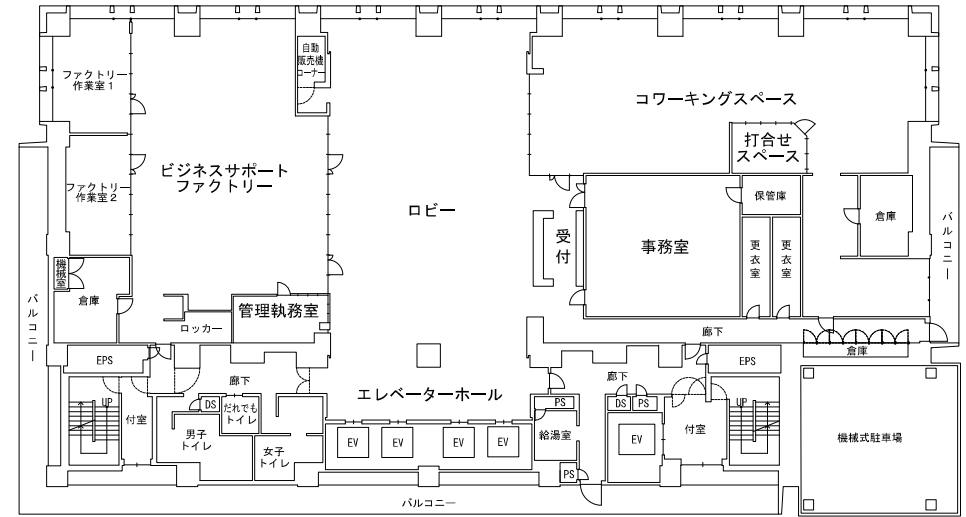 自動
販売機
コーナー
ファクトリー
作業室1
コワーキングスペース
打合せ
スペース
ビジネスサポート
ファクトリー
ファクトリー
作業室2
ロビー
保管庫
倉庫
バルコニー
受付
事務室
更衣室
更衣室
機械室
倉庫
管理執務室
バルコニー
ロッカー
廊下
倉庫
EPS
EPS
廊下
廊下
エレベーターホール
UP
付室
DS
だれでも
トイレ
PS
DS
PS
UP
男子
トイレ
女子
トイレ
EV
EV
EV
EV
給湯室
EV
付室
機械式駐車場
PS
バルコニー